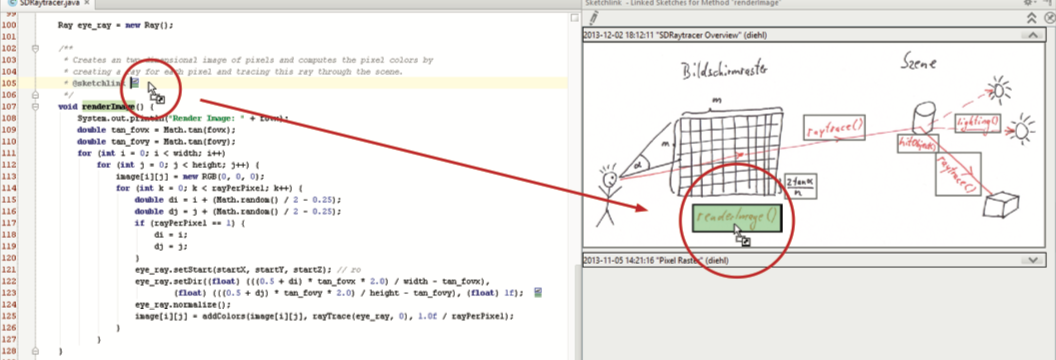 SDRaytracer.java
99
100 Ray eye_ray = new Ray();
101
102 /**
103 * Creates an two dimensional image of pixels and computes the pixel colors by
104 * creating a ray for each pixel and tracing this ray through the scene.
105 * @sketchlink
106 */
107 void renderImage() {
108 System.out.println("Render Image: " + fovx);
109 double tan_fovx = Math.tan(fovx);
110 double tan_fovy = Math.tan(fovy);
111 for (int i = 0; i < width; i++)
112 for (int j = 0; j < height; j++) {
113 image[i][j] = new RGB(0, 0, 0);
114 for (int k = 0; k < rayPerPixel; k++) {
115 double di = i + (Math.random() / 2 - 0.25);
116 double dj = j + (Math.random() / 2 - 0.25);
117 if (rayPerPixel == 1) {
118 di = i;
119 dj = j;
120 }
121 eye_ray.setStart(startX, startY, startZ); // ro
122 eye_ray.setDir((float) (((0.5 + di) * tan_fovx * 2.0) / width - tan_fovx),
123 (float) (((0.5 + dj) * tan_fovy * 2.0) / height - tan_fovy), (float) 1f);
124 eye_ray.normalize();
125 image[i][j] = addColors(image[i][j], rayTrace(eye_ray, 0), 1.0f / rayPerPixel);
126 }
127 }
128 }
Sketchlink - Linked Sketches for Method "renderImage"
2013-12-02 18:12:11 "SDRaytracer Overview" (diehl)
Bildschirmraster
Szene
m
raytrace()
lighting()
m
α
hitObject()
raytrace()
2tanα
n
renderImage()
2013-11-05 14:21:16 "Pixel Raster" (diehl)